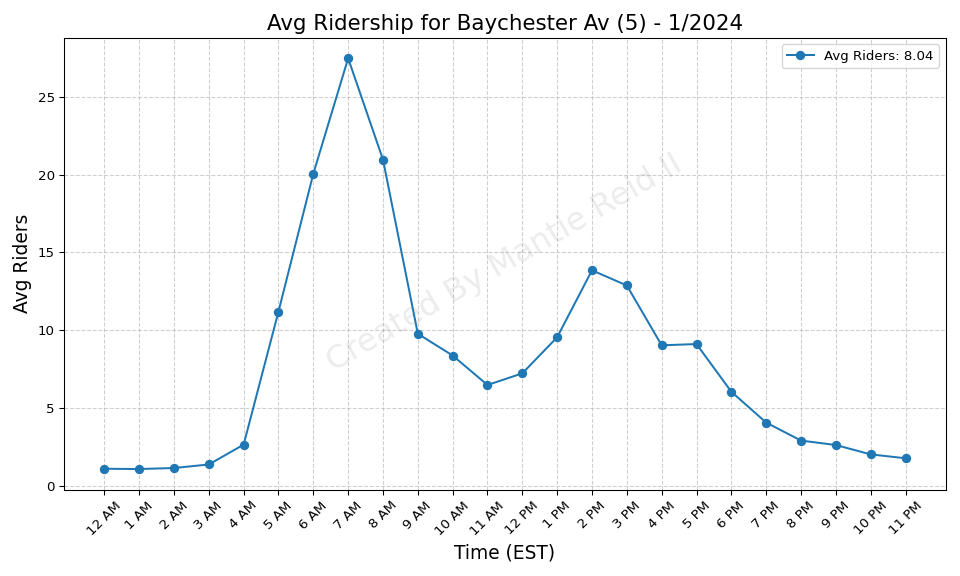 Avg Ridership for Baychester Av (5) - 1/2024
Avg Riders: 8.04
Avg Riders
25
20
15
10
5
0
Created By Mantle Reid II
12 AM
1 AM
2 AM
3 AM
4 AM
5 AM
6 AM
7 AM
8 AM
9 AM
10 AM
11 AM
12 PM
1 PM
2 PM
3 PM
4 PM
5 PM
6 PM
7 PM
8 PM
9 PM
10 PM
11 PM
Time (EST)